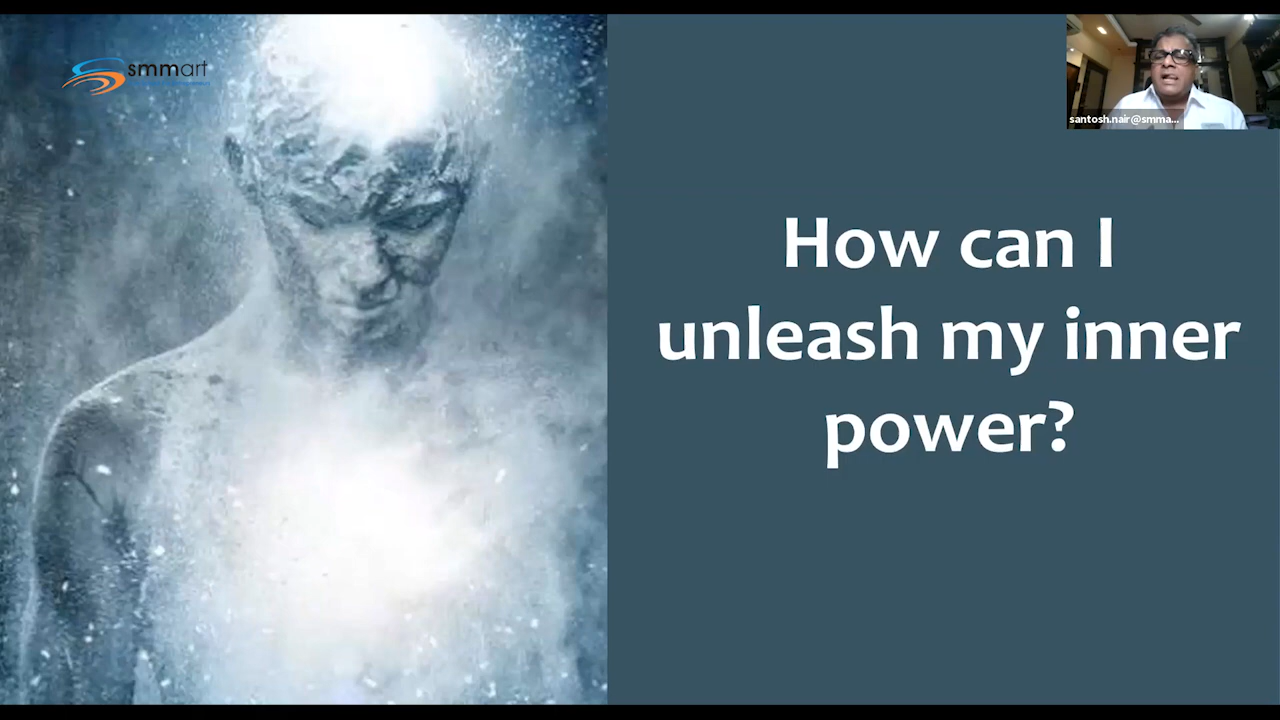 smmart
santosh.nair@smma...
How can I
unleash my inner
power?